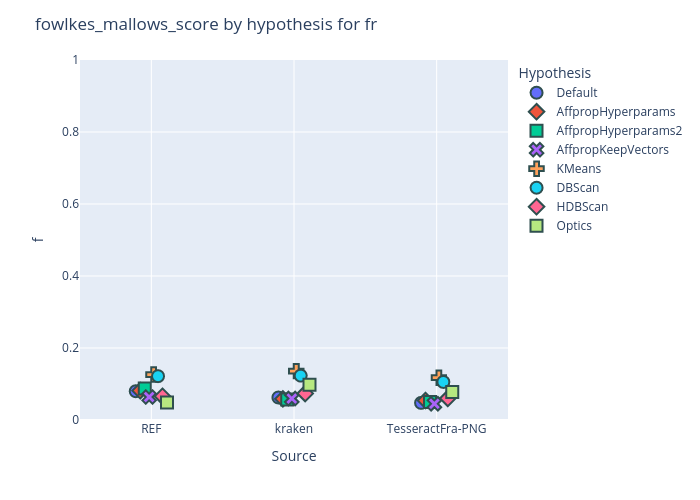 fowlkes_mallows_score by hypothesis for fr
Hypothesis
Default
AffpropHyperparams
AffpropHyperparams2
AffpropKeepVectors
KMeans
DBScan
HDBScan
Optics
1
0.8
0.6
0.4
0.2
0
f
REF
kraken
TesseractFra-PNG
Source